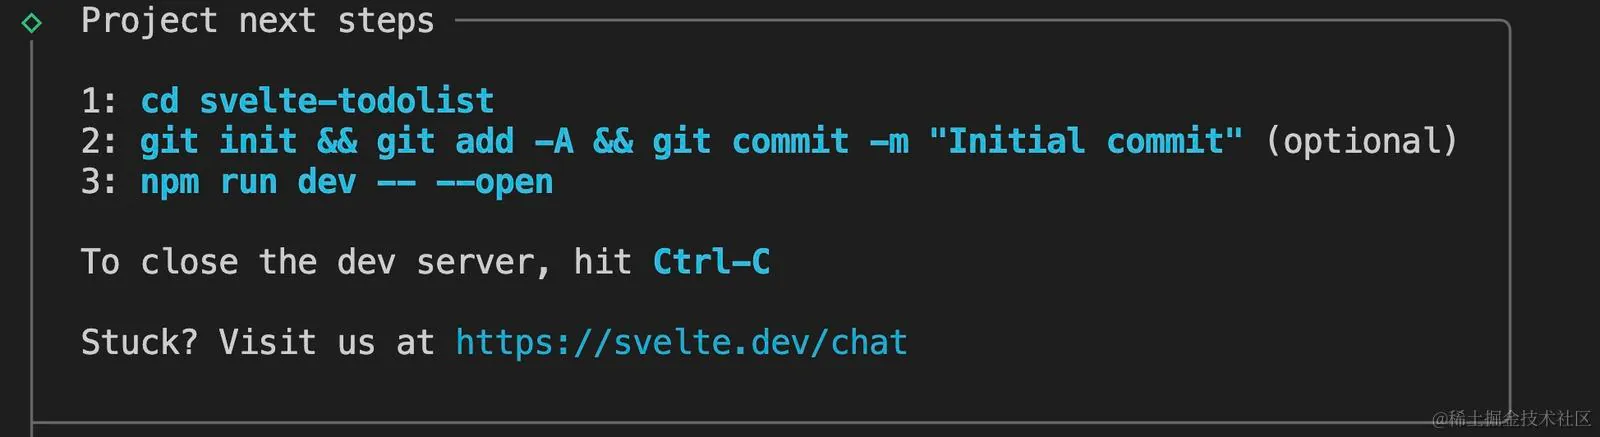 Project next steps
1: cd svelte-todolist
2: git init && git add -A && git commit -m "Initial commit" (optional)
3: npm run dev -- --open
To close the dev server, hit Ctrl-C
Stuck? Visit us at https://svelte.dev/chat
@稀土掘金技术社区